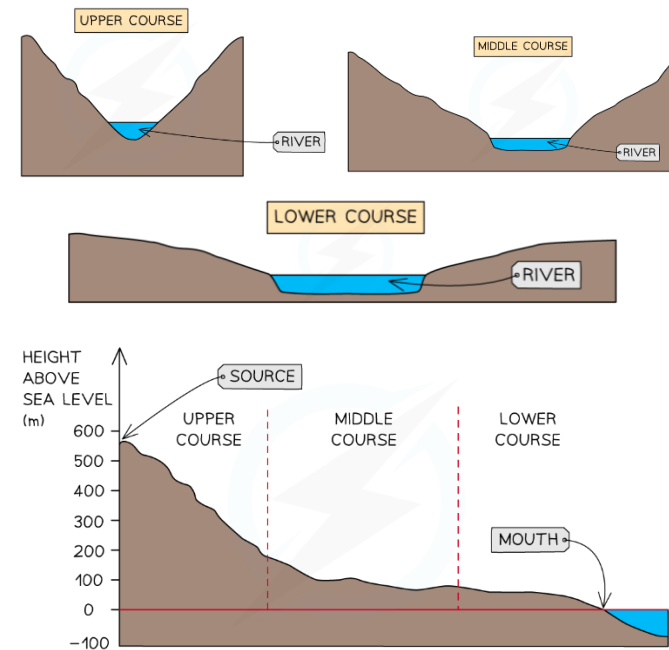 UPPER COURSE
RIVER
MIDDLE COURSE
RIVER
LOWER COURSE
RIVER
HEIGHT
ABOVE
SEA LEVEL
(m)
SOURCE
UPPER
COURSE
MIDDLE
COURSE
LOWER
COURSE
MOUTH
600
500
400
300
200
100
0
-100